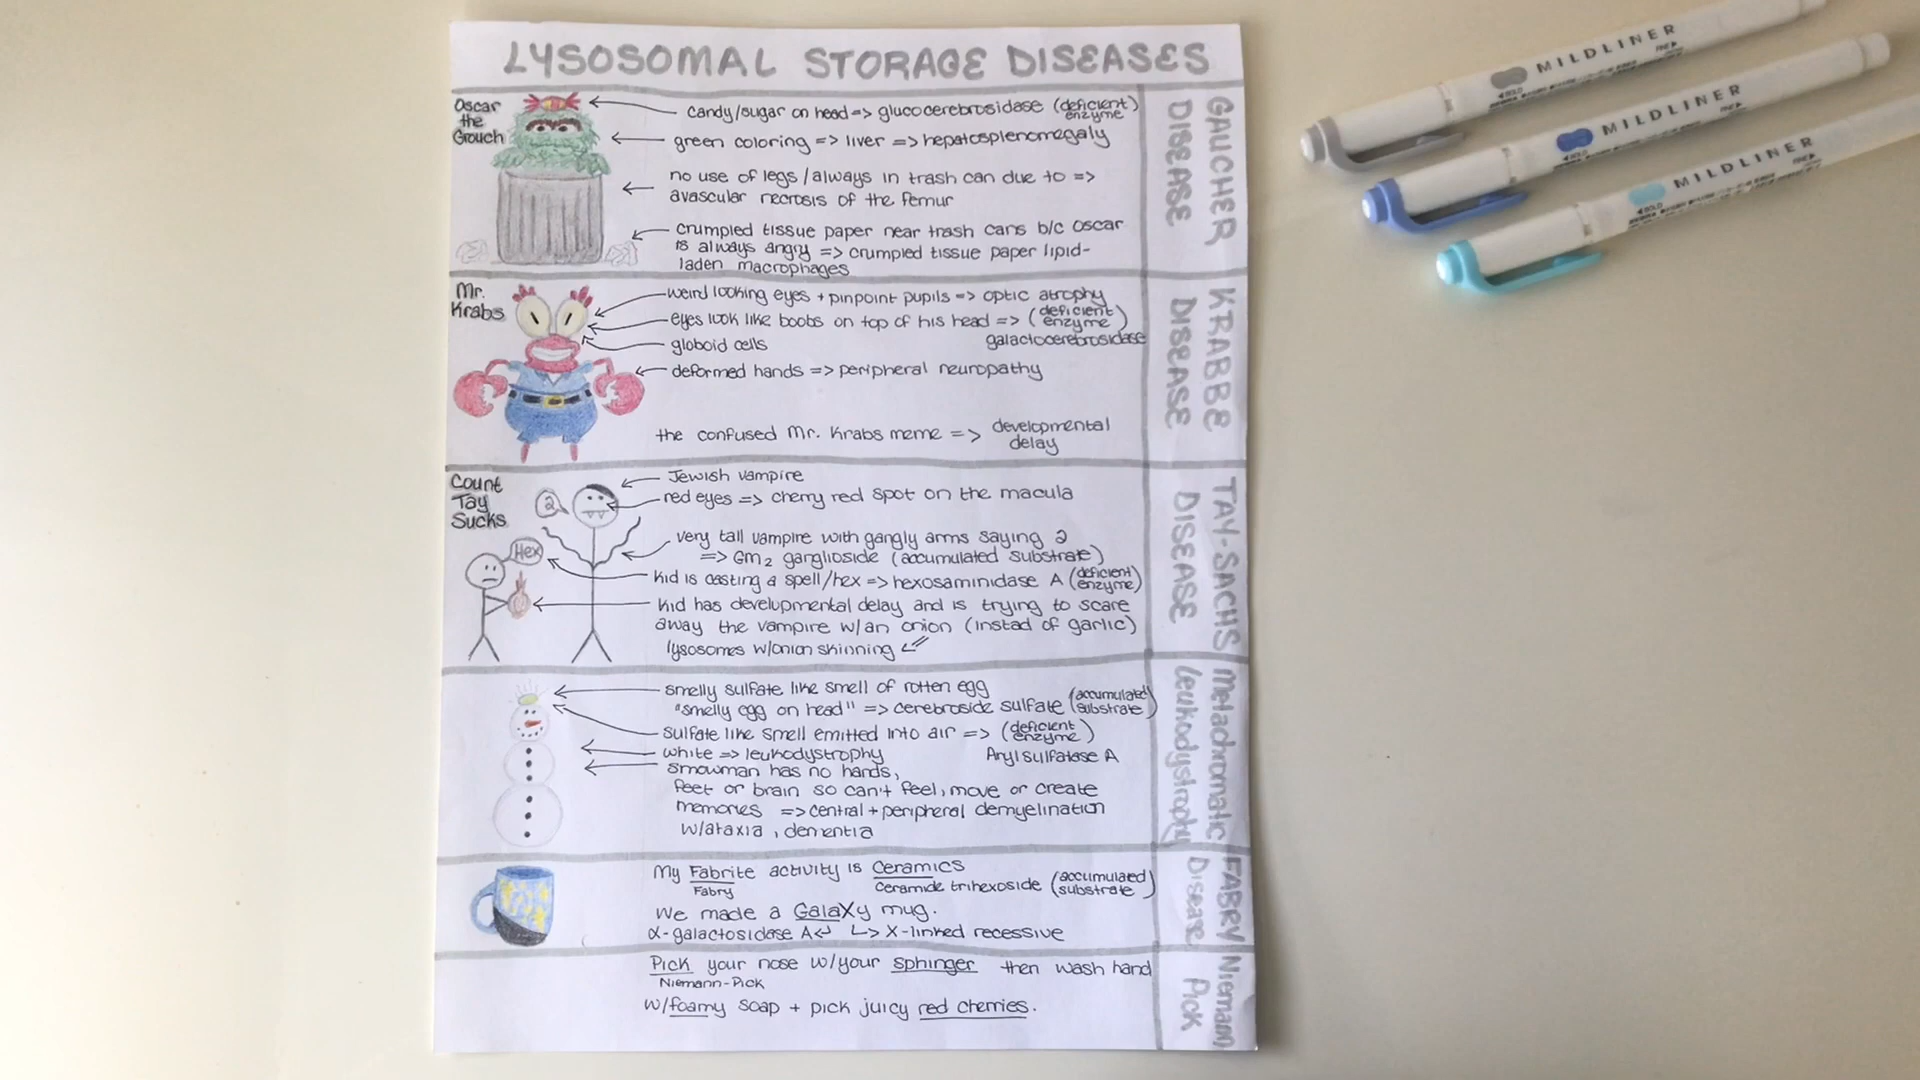 LYSOSOMAL STORAGE DISEASES
Oscar
the
Grouch
candy/sugar on head => glucocerebrosidase (deficient enzyme)
green coloring => liver => hepatosplenomegaly
no use of legs/always in trash can due to =>
avascular necrosis of the femur
crumpled tissue paper near trash cans b/c oscar
is always angry => crumpled tissue paper lipid-
laden macrophages
GAUCHER
DISEASE
Mr.
Krabs
weird looking eyes + pinpoint pupils => optic atrophy
eyes look like boobs on top of his head => (deficient enzyme)
galactocerebrosidase
globoid cells
deformed hands => peripheral neuropathy
the confused Mr. Krabs meme => developmental
delay
KRABBE
DISEASE
Count
Tay
Sucks
2
Hex
Jewish vampire
red eyes => cherry red spot on the macula
very tall vampire with gangly arms saying 2
=> GM2 ganglioside (accumulated substrate)
kid is casting a spell/hex => hexosaminidase A (deficient enzyme)
kid has developmental delay and is trying to scare
away the vampire w/an onion (instad of garlic)
lysosomes w/onion skinning
TAY-SACHS
DISEASE
smelly sulfate like smell of rotten egg
"smelly egg on head" => cerebroside sulfate (accumulated substrate)
sulfate like smell emitted into air => (deficient enzyme)
Arylsulfatase A
white => leukodystrophy
snowman has no hands,
feet or brain so can't feel, move or create
memories => central + peripheral demyelination
w/ataxia, dementia
Metachromatic
leukodystrophy
My Fabrite activity is Ceramics
Fabry
Ceramide trihexoside (accumulaed substrate)
We made a GalaXy mug.
α-galactosidase A ↵ ↳ X-linked recessive
FABRY
Disease
Pick your nose w/your sphinger then wash hand
Niemann-Pick
w/foamy soap + pick juicy red cherries.
Niemann
PICK
MILDLINER
FINE
BOLD
MILDLINER
FINE
BOLD
MILDLINER
FINE
BOLD